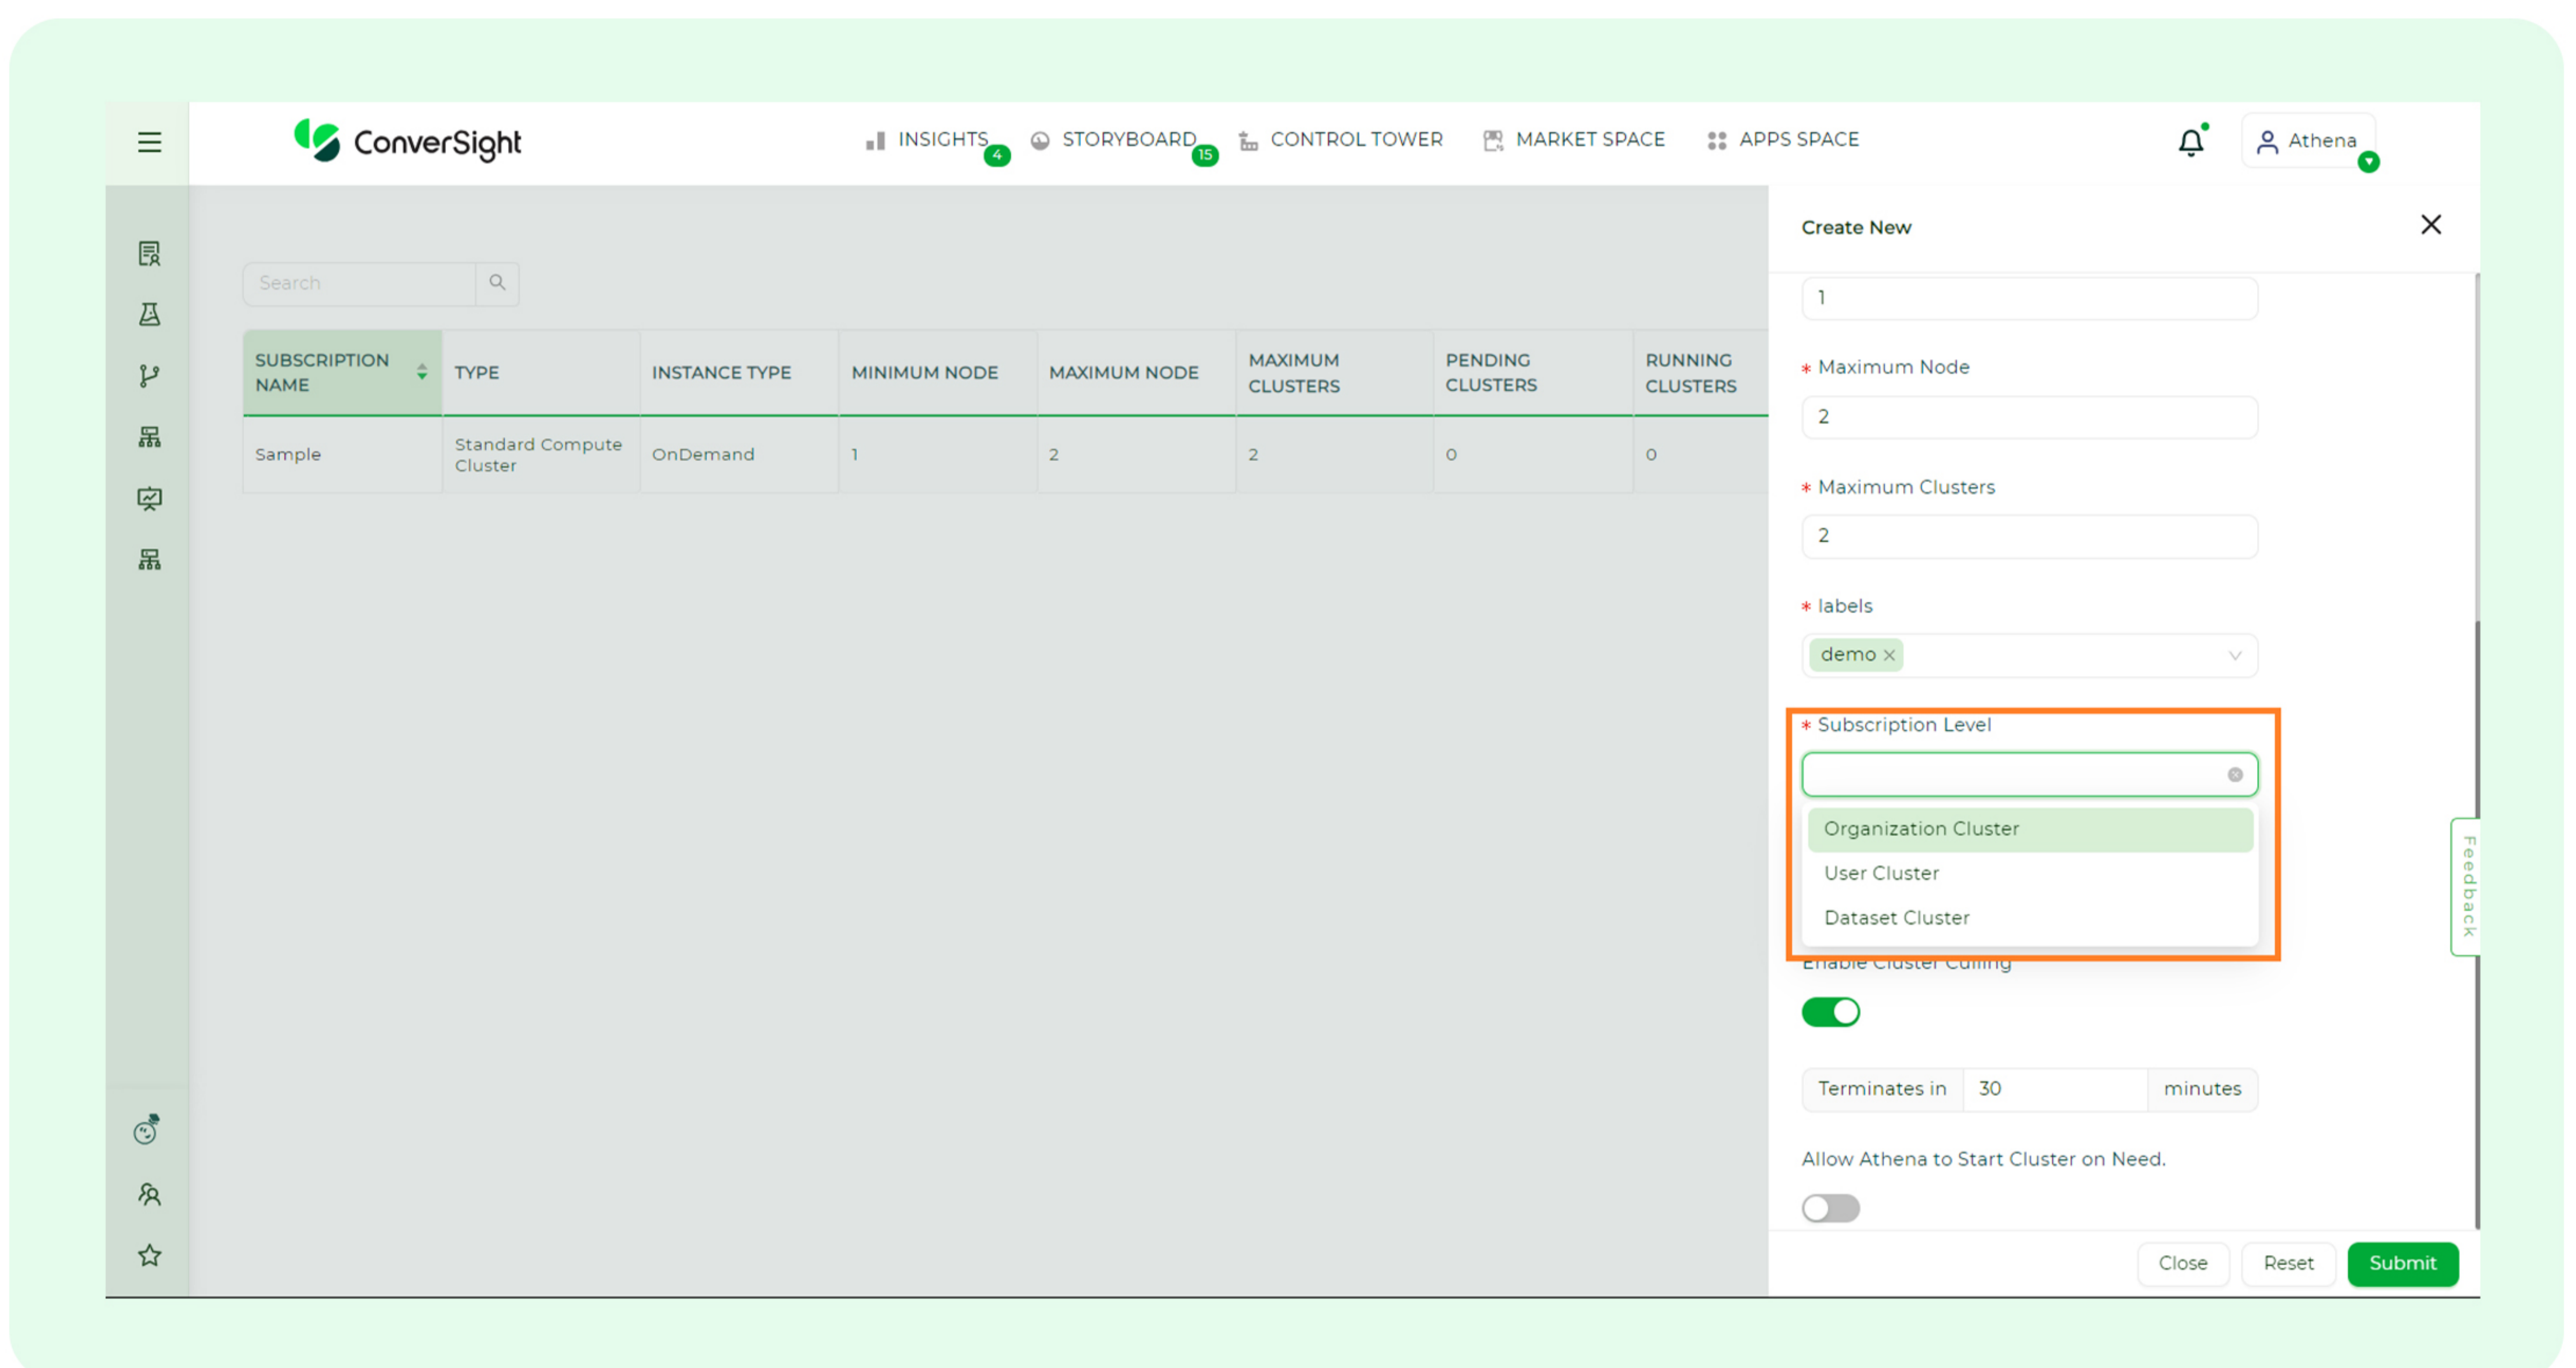 ConverSight
INSIGHTS 4
STORYBOARD 15
CONTROL TOWER
MARKET SPACE
APPS SPACE
Athena
Search
SUBSCRIPTION
NAME
TYPE
INSTANCE TYPE
MINIMUM NODE
MAXIMUM NODE
MAXIMUM
CLUSTERS
PENDING
CLUSTERS
RUNNING
CLUSTERS
Sample
Standard Compute
Cluster
OnDemand
1
2
2
0
0
Create New
1
* Maximum Node
2
* Maximum Clusters
2
* labels
demo ×
* Subscription Level
Organization Cluster
User Cluster
Dataset Cluster
Enable Cluster Culling
Terminates in 30 minutes
Allow Athena to Start Cluster on Need.
Close
Reset
Submit
Feedback